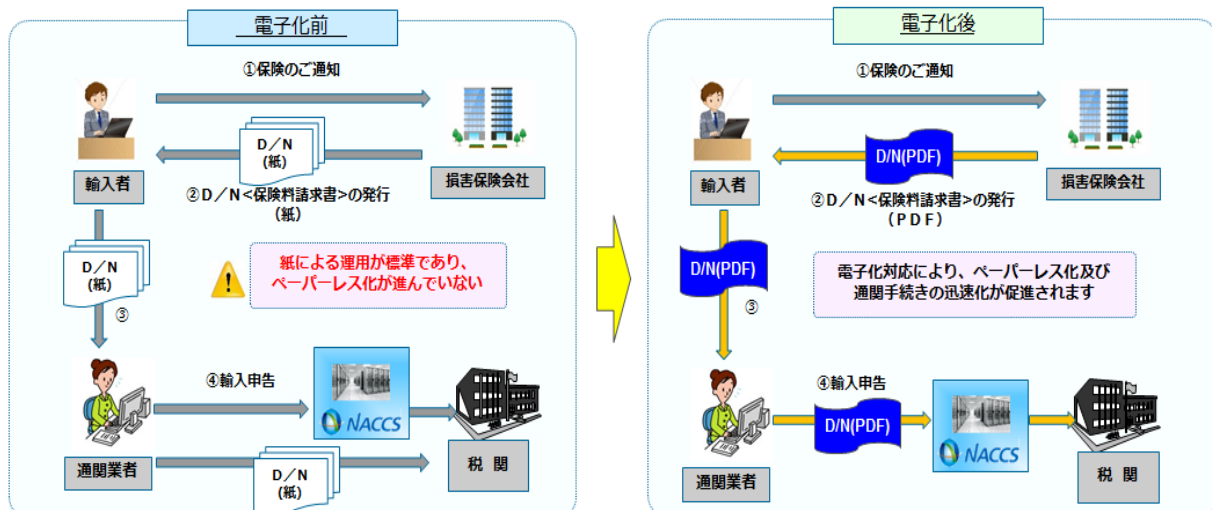 電子化前
①保険のご通知
D/N
(紙)
輸入者
損害保険会社
②D/N<保険料請求書>の発行
(紙)
D/N
(紙)
③
紙による運用が標準であり、
ペーパーレス化が進んでいない
④輸入申告
NACCS
通関業者
D/N
(紙)
税 関
電子化後
①保険のご通知
D/N(PDF)
輸入者
損害保険会社
②D/N<保険料請求書>の発行
(PDF)
D/N(PDF)
③
電子化対応により、ペーパーレス化及び
通関手続きの迅速化が促進されます
④輸入申告
D/N(PDF)
NACCS
通関業者
税 関